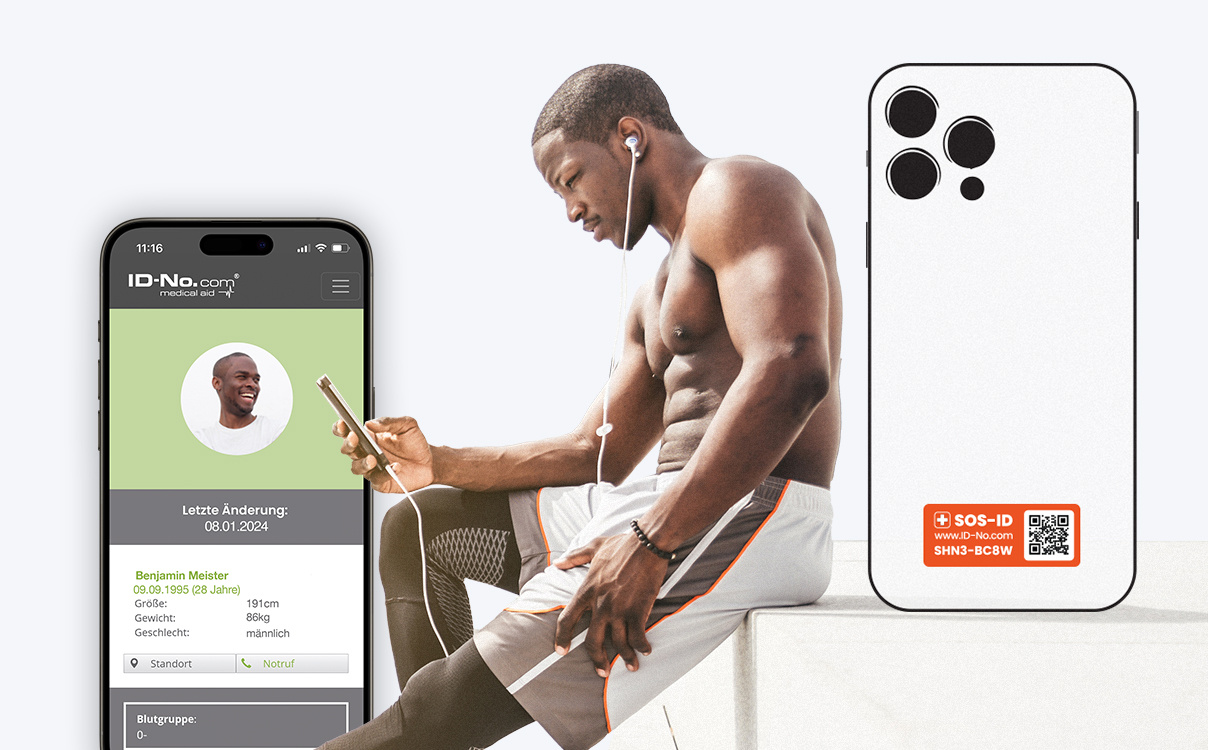 11:16
ID-No.com®
medical aid
Letzte Änderung:
08.01.2024
Benjamin Meister
09.09.1995 (28 Jahre)
Größe: 191cm
Gewicht: 86kg
Geschlecht: männlich
Standort Notruf
Blutgruppe:
0-
SOS-ID
www.ID-No.com
SHN3-BC8W